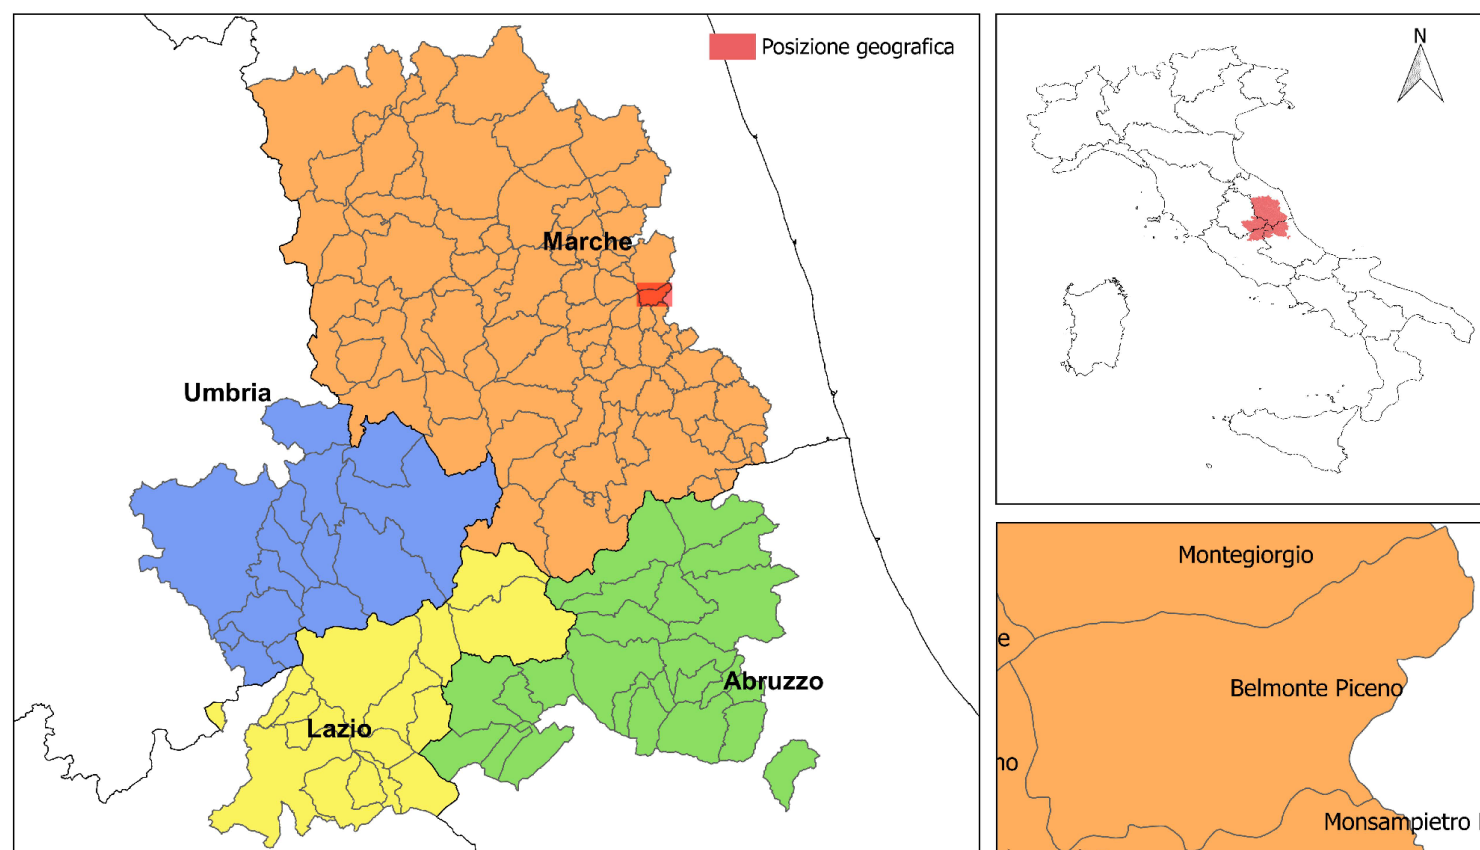 Posizione geografica
Marche
Umbria
Abruzzo
Lazio
N
Montegiorgio
e
Belmonte Piceno
no
Monsampietro